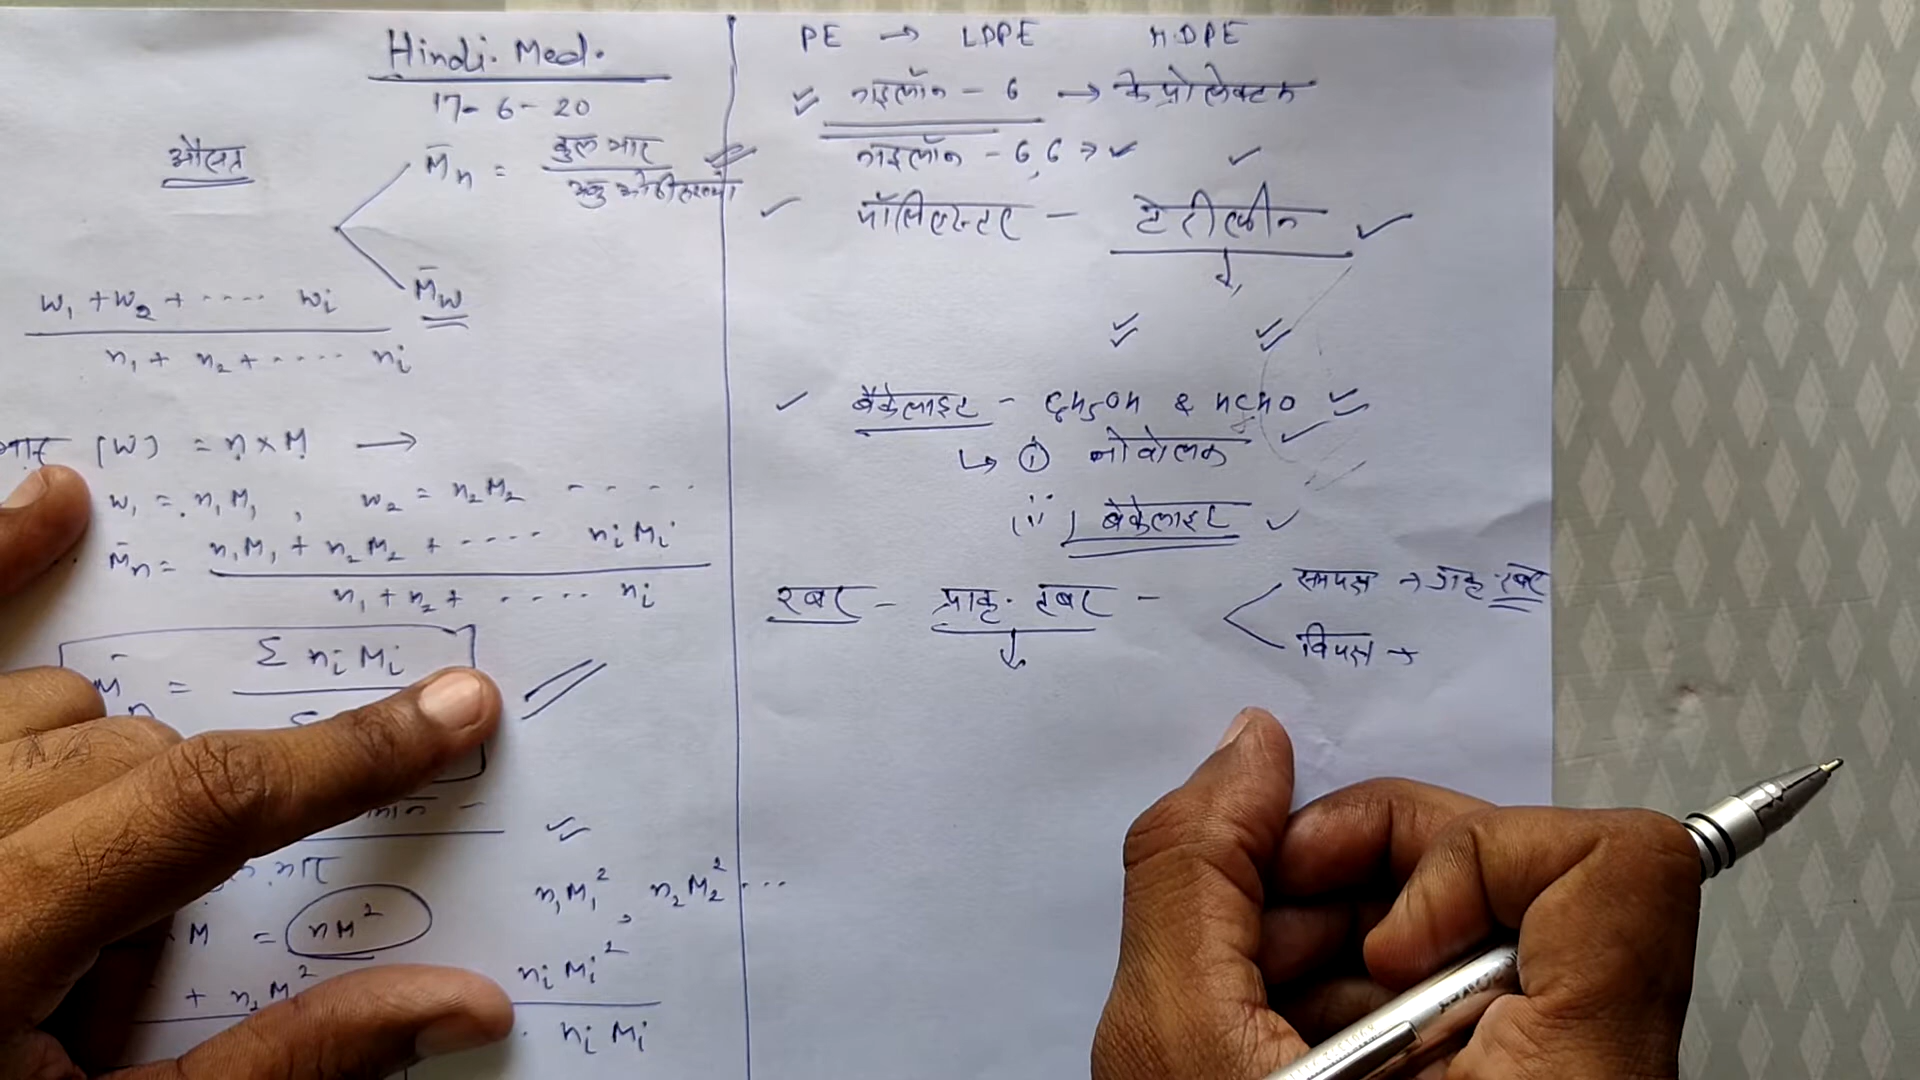 Hindi. Med.
17-6-20
औसत
M̄n = कुल भार
M̄w
w₁ + w₂ + ···· wi
n₁ + n₂ + ···· ni
भार (W) = n × M →
w₁ = n₁M₁, w₂ = n₂M₂ - - - -
M̄n = n₁M₁ + n₂M₂ + ···· niMi
n₁ + n₂ + ····· ni
M̄n = Σ niMi
M = nM²
n₁M₁², n₂M₂² ···
+ n₂M₂²
niMi²
niMi
PE → LDPE HDPE
नाइलॉन - 6 → केप्रोलेक्टम
नाइलॉन - 6,6 →
पॉलिएस्टर - टेरीलीन
बैकेलाइट - C₆H₅OH & HCHO
↳ (i) नोवोलक
(ii) बैकेलाइट
रबर - प्राकृ. रबर -
समपक्ष → प्राकृ. रबर
विपक्ष →